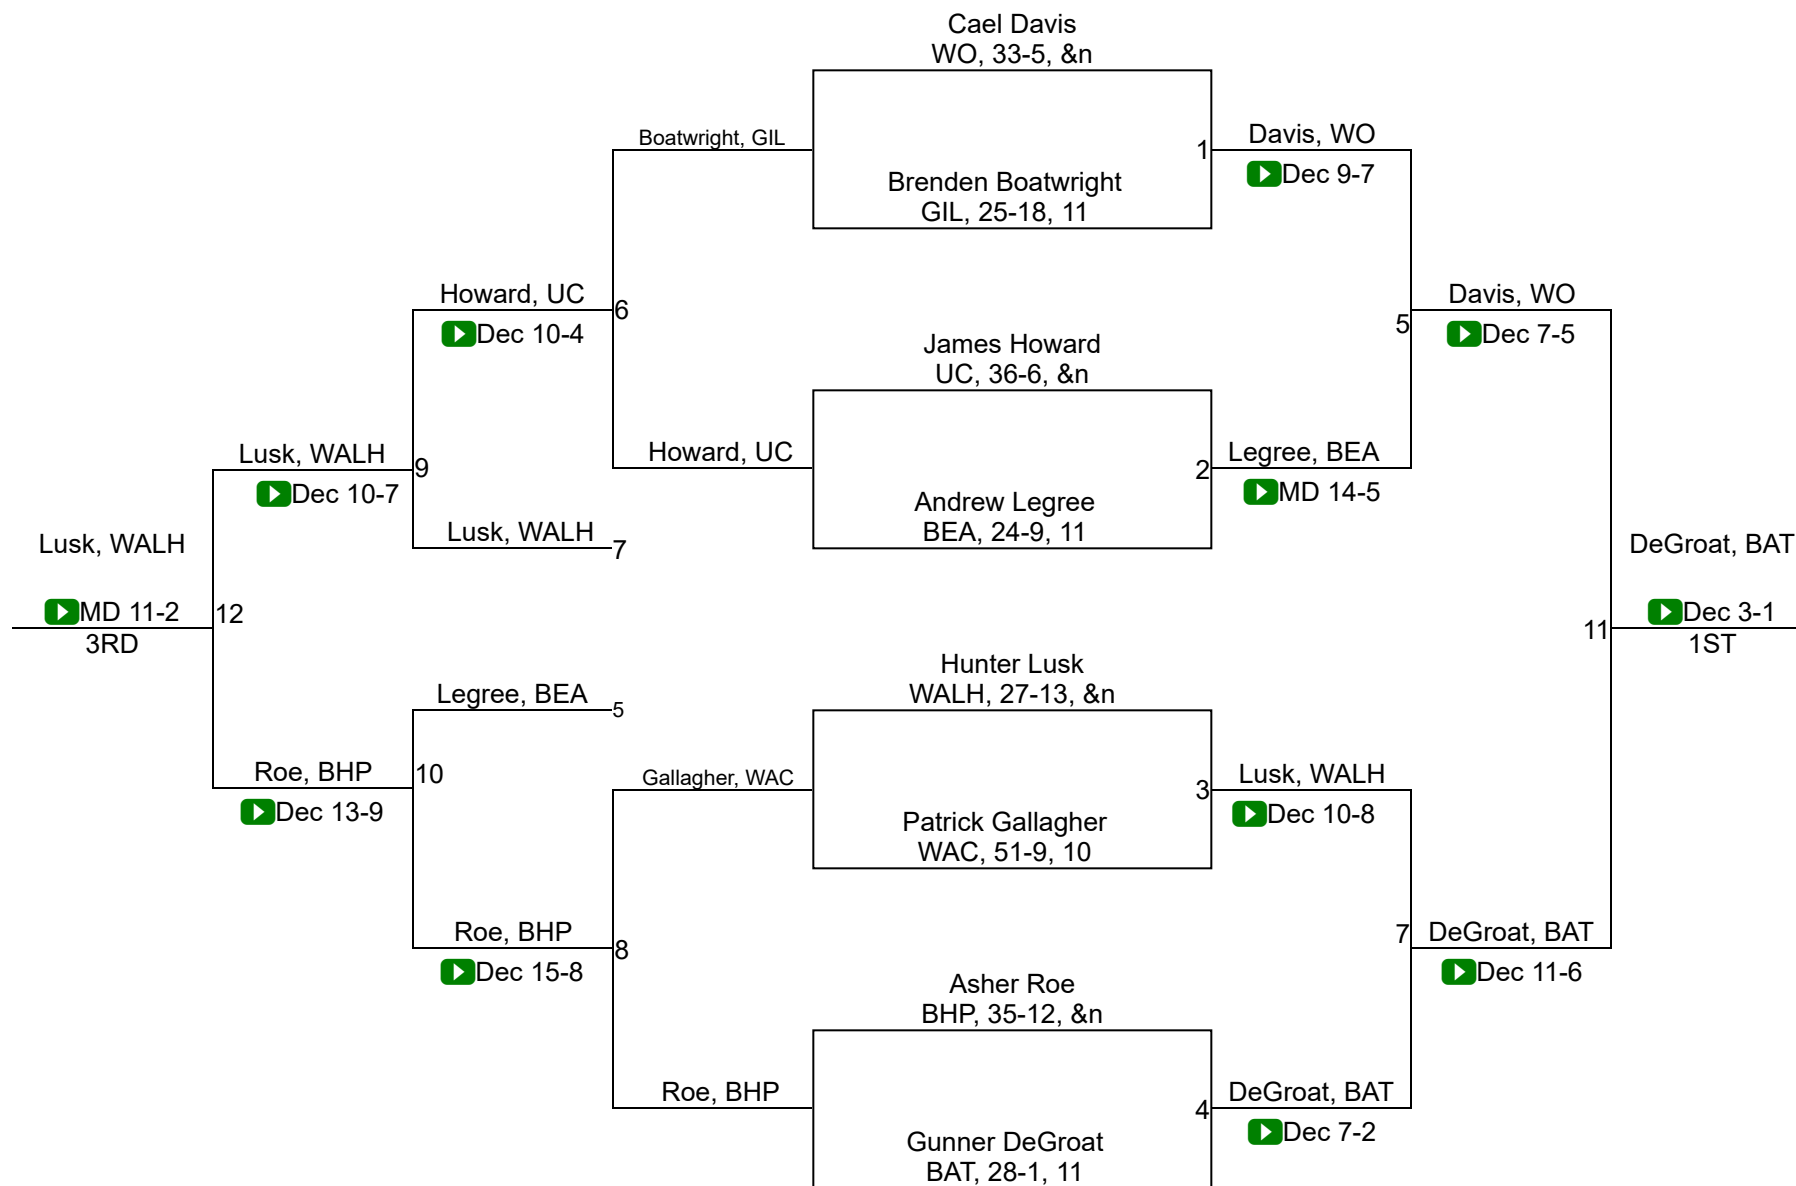 Cael Davis
WO, 33-5, &n
Boatwright, GIL
1
Davis, WO
Dec 9-7
Brenden Boatwright
GIL, 25-18, 11
Howard, UC
6
Dec 10-4
5
Davis, WO
Dec 7-5
James Howard
UC, 36-6, &n
Lusk, WALH
9
Dec 10-7
Howard, UC
2
Legree, BEA
MD 14-5
Andrew Legree
BEA, 24-9, 11
Lusk, WALH
7
Lusk, WALH
MD 11-2
12
3RD
DeGroat, BAT
11
Dec 3-1
1ST
Hunter Lusk
WALH, 27-13, &n
Legree, BEA
5
Roe, BHP
10
Dec 13-9
Gallagher, WAC
3
Lusk, WALH
Dec 10-8
Patrick Gallagher
WAC, 51-9, 10
Roe, BHP
8
Dec 15-8
7
DeGroat, BAT
Dec 11-6
Asher Roe
BHP, 35-12, &n
Roe, BHP
4
DeGroat, BAT
Dec 7-2
Gunner DeGroat
BAT, 28-1, 11